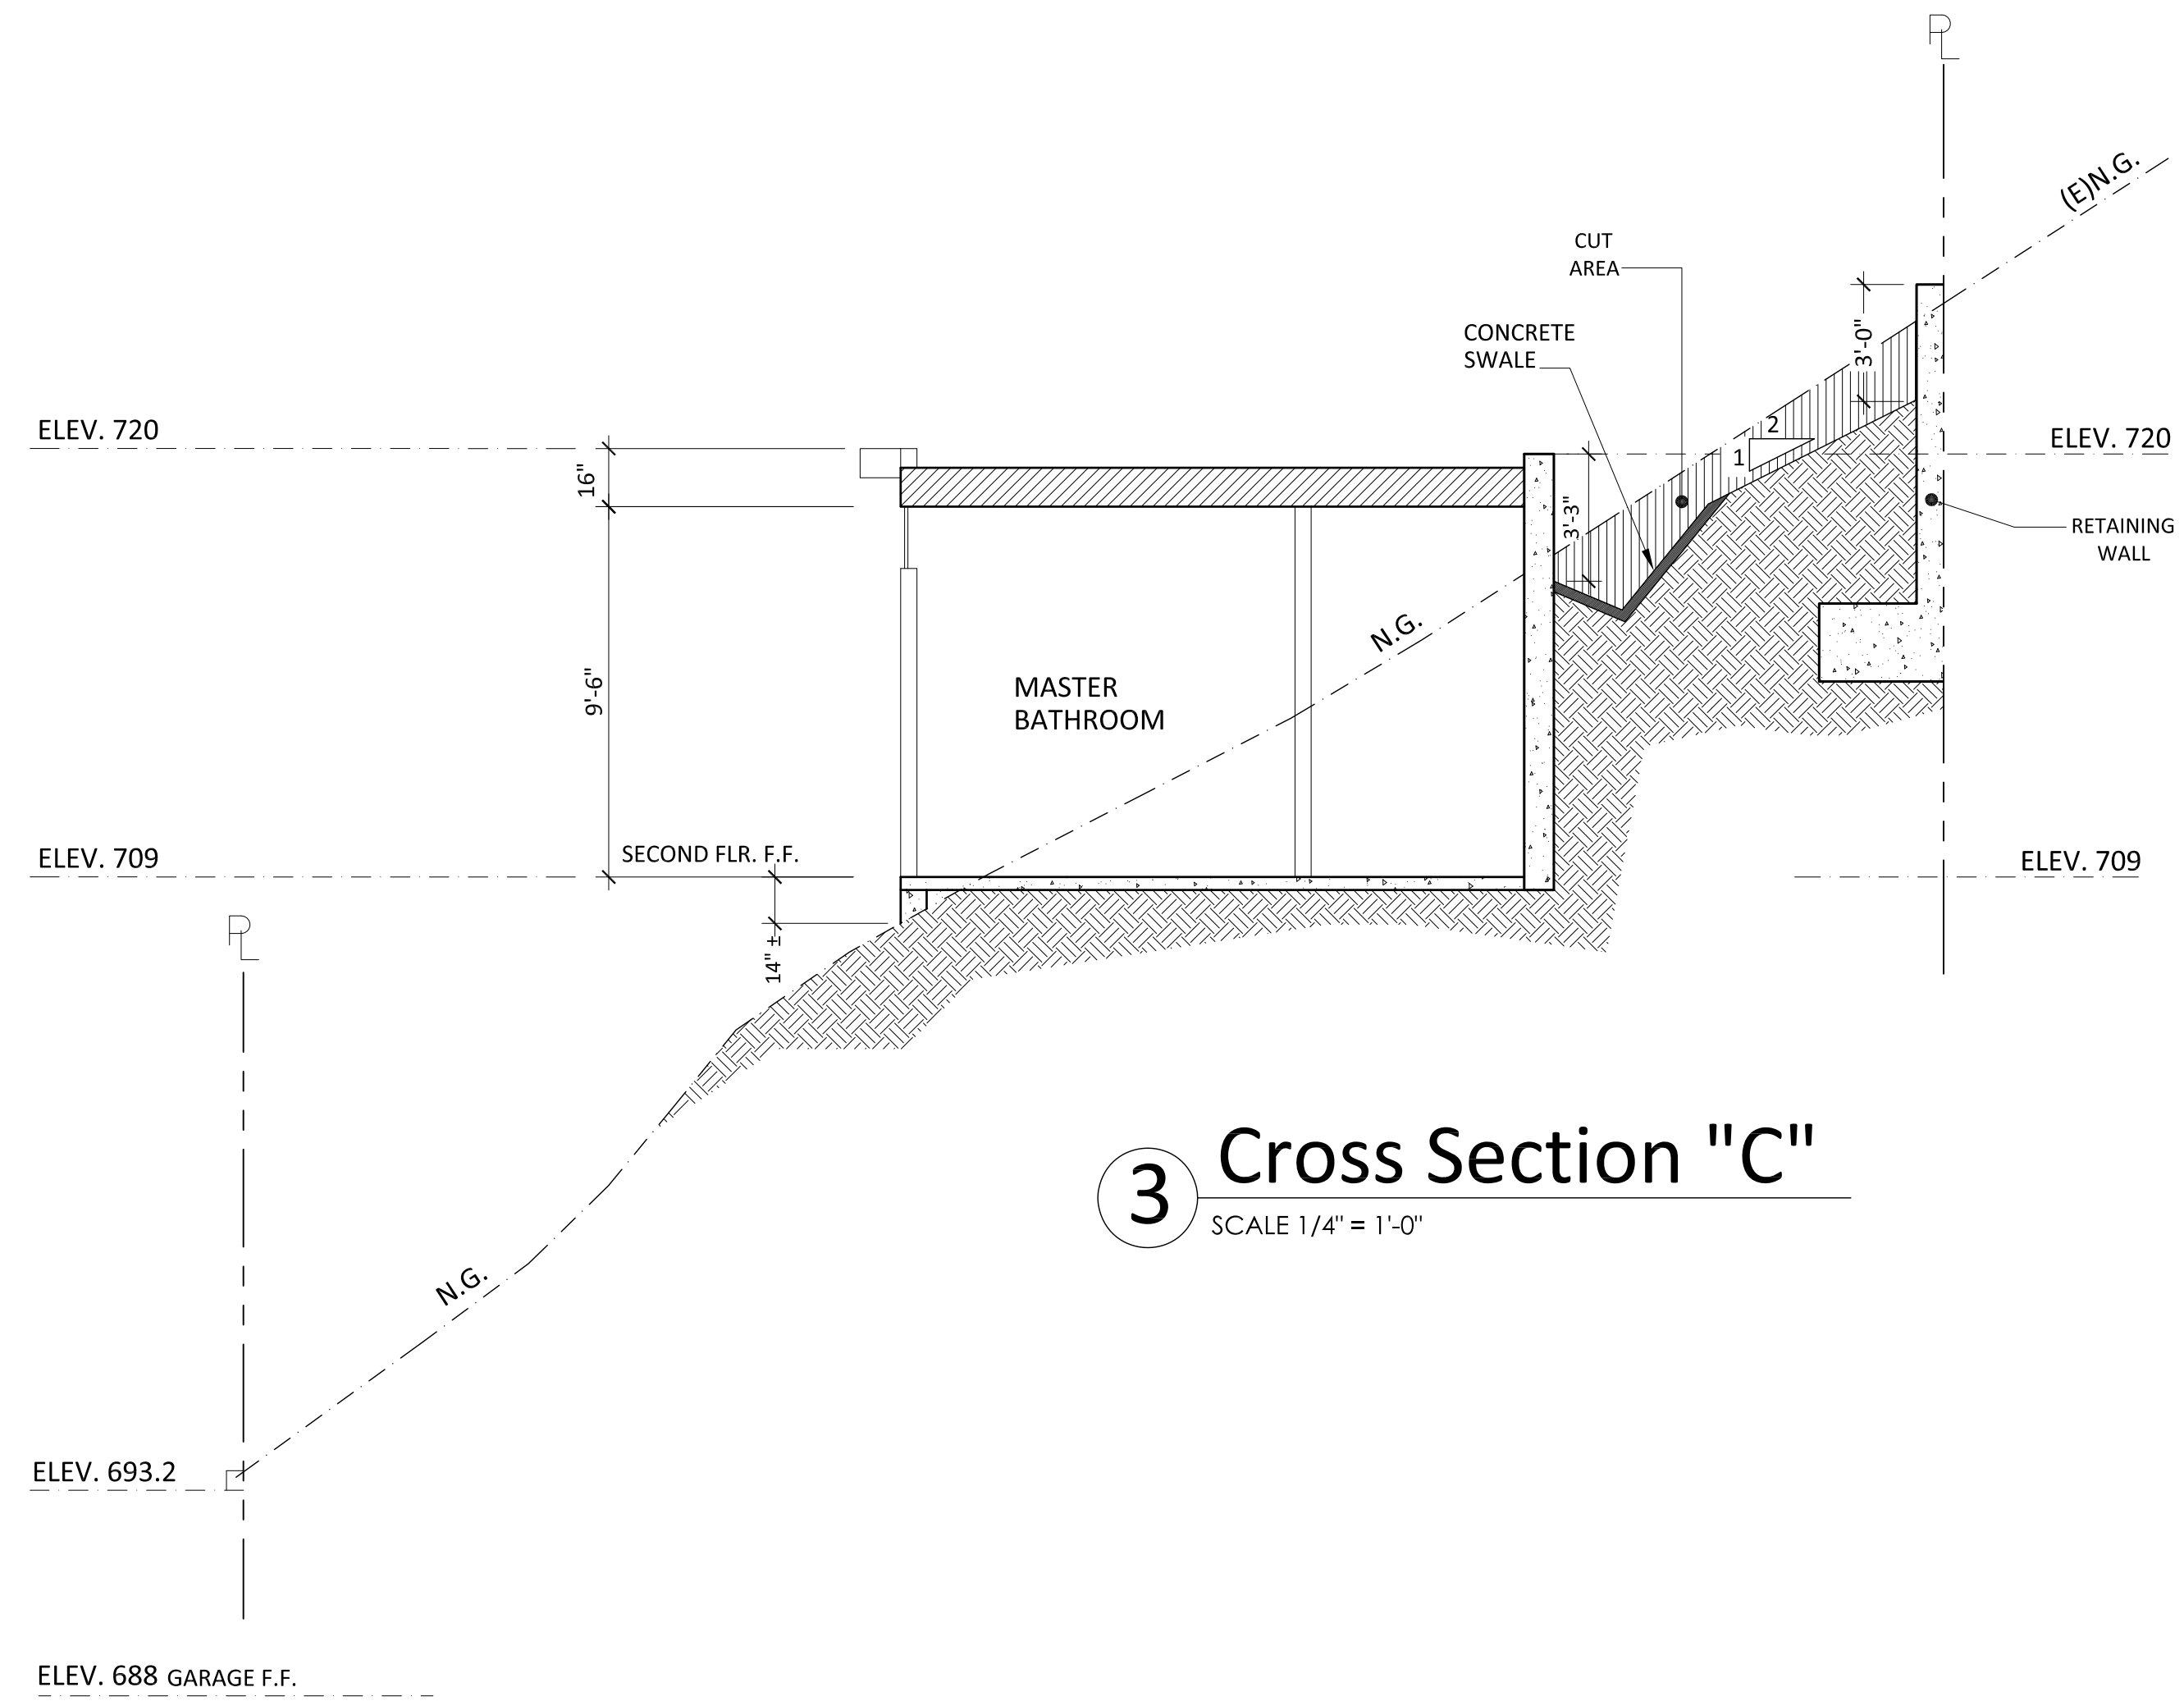 PL
(E)N.G.
CUT
AREA
CONCRETE
SWALE
3'-0"
2
1
ELEV. 720
ELEV. 720
16"
3'-3"
RETAINING
WALL
N.G.
9'-6"
MASTER
BATHROOM
ELEV. 709
SECOND FLR. F.F.
ELEV. 709
14" ±
PL
3
Cross Section "C"
SCALE 1/4" = 1'-0"
N.G.
ELEV. 693.2
ELEV. 688 GARAGE F.F.